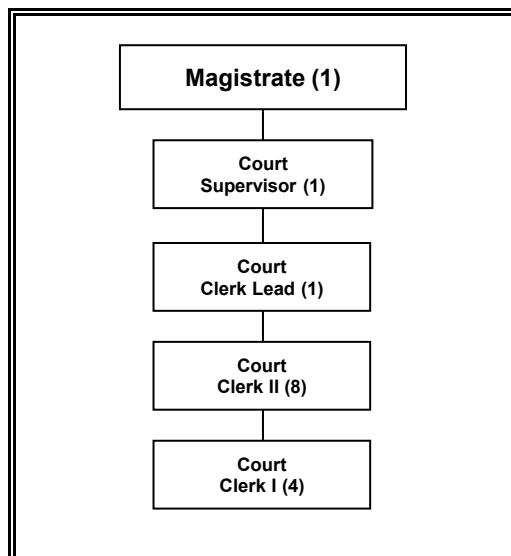 Magistrate (1)
Court
Supervisor (1)
Court
Clerk Lead (1)
Court
Clerk II (8)
Court
Clerk I (4)